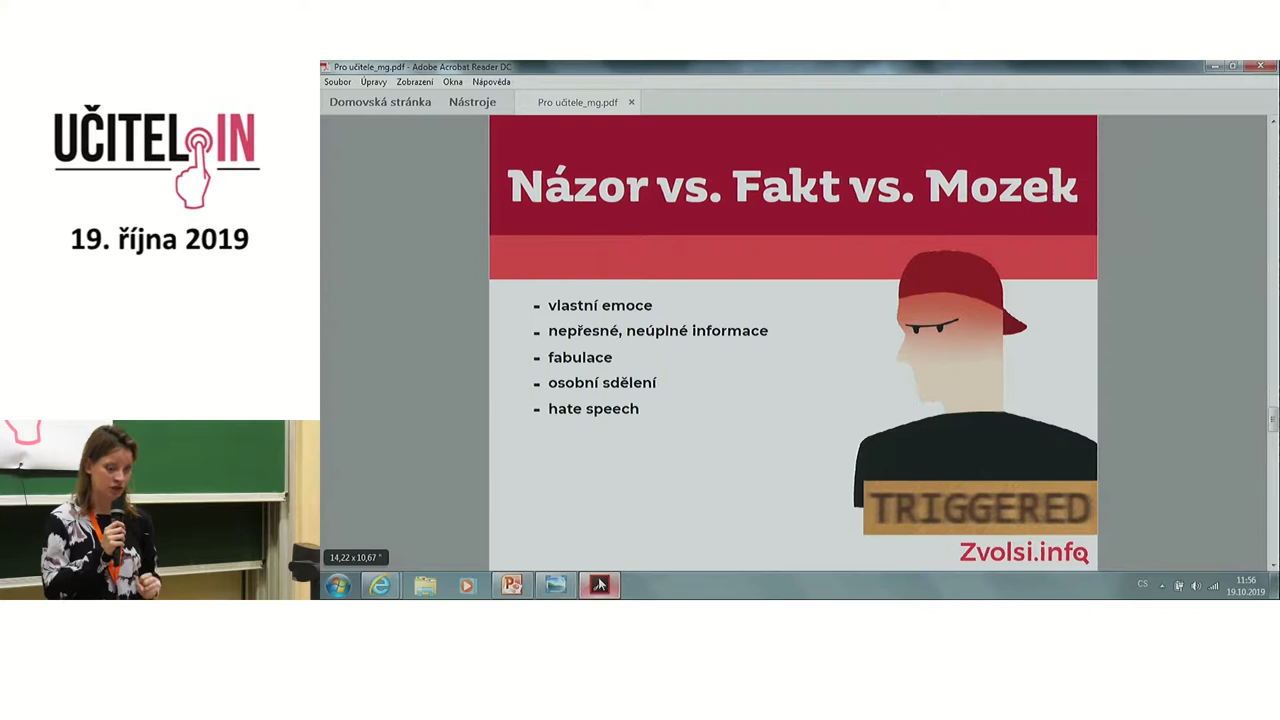 UČITEL IN
19. října 2019
Pro učitele_mg.pdf - Adobe Acrobat Reader DC
Soubor Úpravy Zobrazení Okna Nápověda
Domovská stránka Nástroje Pro učitele_mg.pdf ×
Názor vs. Fakt vs. Mozek
- vlastní emoce
- nepřesné, neúplné informace
- fabulace
- osobní sdělení
- hate speech
TRIGGERED
Zvolsi.info
14,22 x 10,67 "
CS 11:56
19.10.2019